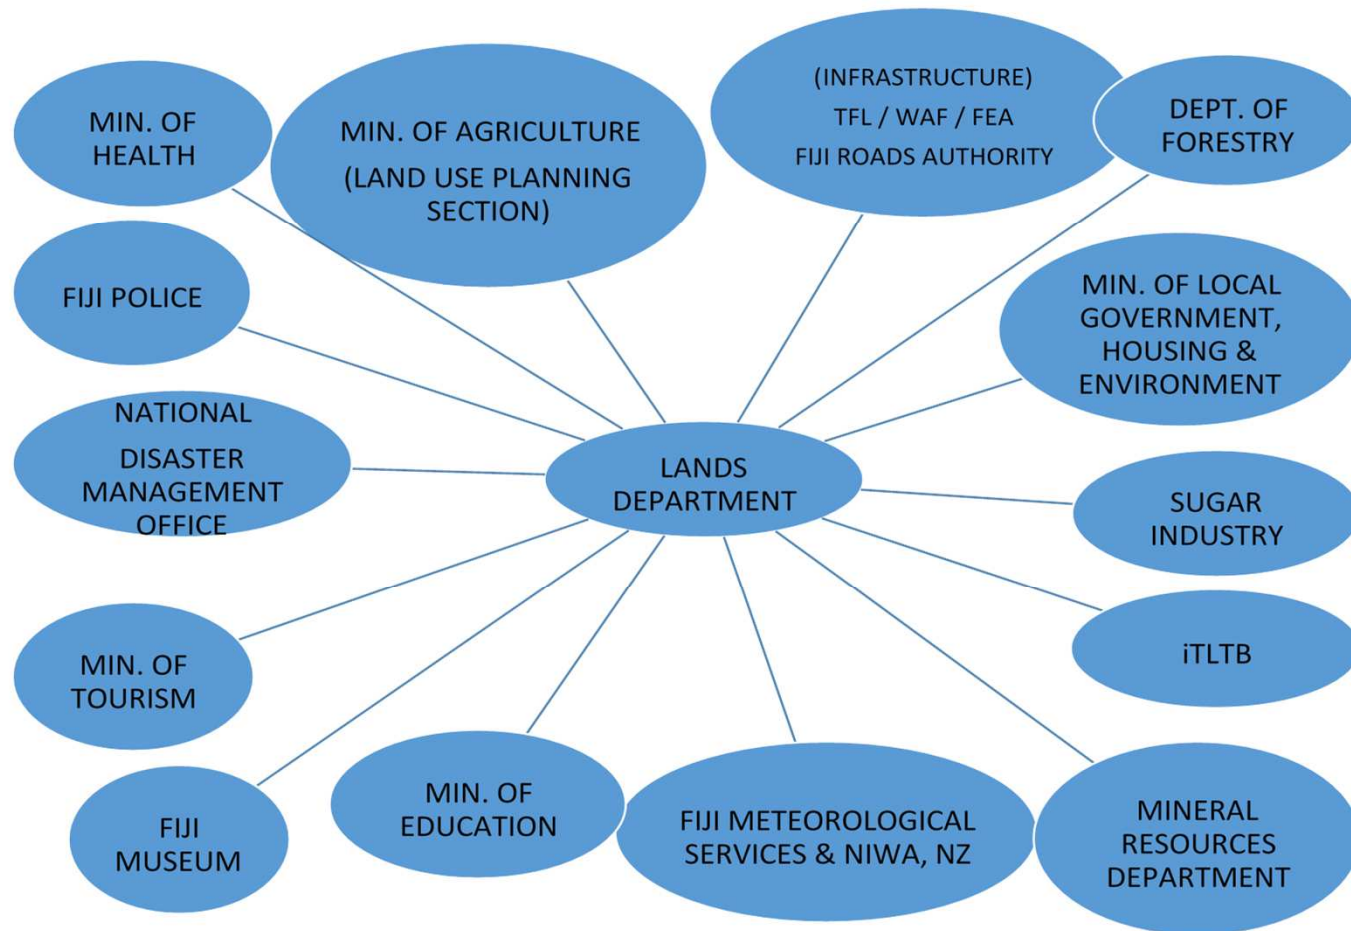 MIN. OF
HEALTH
MIN. OF AGRICULTURE
(LAND USE PLANNING
SECTION)
(INFRASTRUCTURE)
TFL / WAF / FEA
FIJI ROADS AUTHORITY
DEPT. OF
FORESTRY
FIJI POLICE
MIN. OF LOCAL
GOVERNMENT,
HOUSING &
ENVIRONMENT
NATIONAL
DISASTER
MANAGEMENT
OFFICE
LANDS
DEPARTMENT
SUGAR
INDUSTRY
MIN. OF
TOURISM
iTLTB
FIJI
MUSEUM
MIN. OF
EDUCATION
FIJI METEOROLOGICAL
SERVICES & NIWA, NZ
MINERAL
RESOURCES
DEPARTMENT